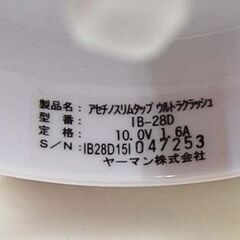 製品名： アセチノスリムタップ ウルトラクラッシュ
型 番： IB-28D
定 格： 10.0V 1.6A
S／N： IB28D15I 047253
ヤーマン株式会社